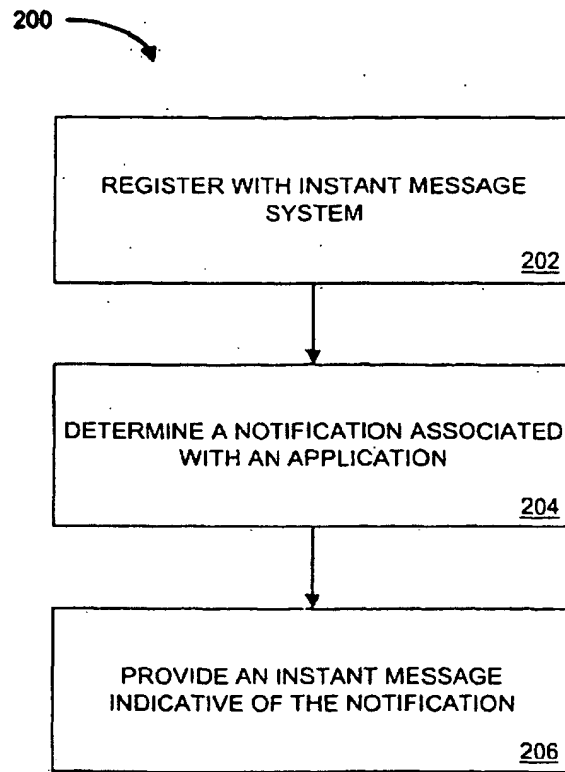 200
REGISTER WITH INSTANT MESSAGE
SYSTEM
202
DETERMINE A NOTIFICATION ASSOCIATED
WITH AN APPLICATION
204
PROVIDE AN INSTANT MESSAGE
INDICATIVE OF THE NOTIFICATION
206